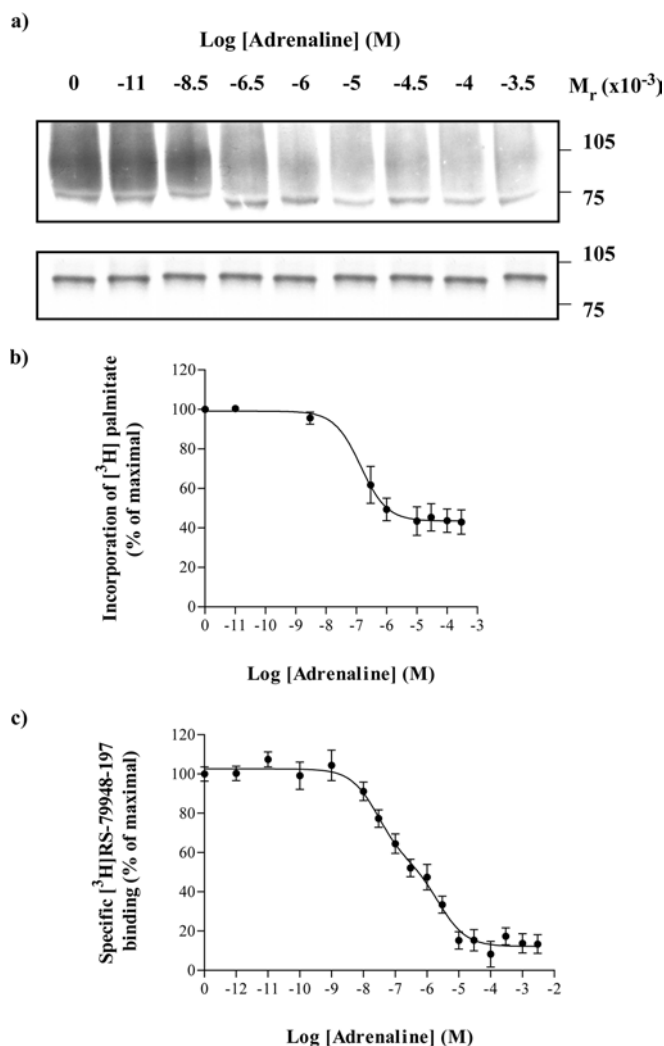 a)
Log [Adrenaline] (M)
0 -11 -8.5 -6.5 -6 -5 -4.5 -4 -3.5 Mr (x10-3)
105
75
105
75
b)
Incorporation of [3H] palmitate
(% of maximal)
120
100
80
60
40
20
0
0 -11 -10 -9 -8 -7 -6 -5 -4 -3
Log [Adrenaline] (M)
c)
Specific [3H]RS-79948-197
binding (% of maximal)
120
100
80
60
40
20
0
0 -12 -11 -10 -9 -8 -7 -6 -5 -4 -3 -2
Log [Adrenaline] (M)